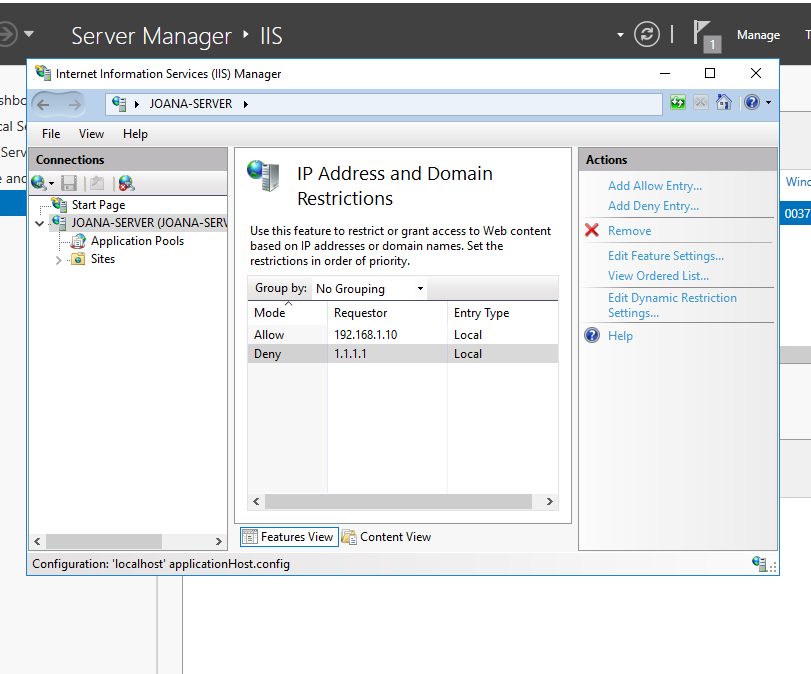 Server Manager ‣ IIS
1
Manage
Internet Information Services (IIS) Manager
JOANA-SERVER
File View Help
Connections
Start Page
JOANA-SERVER (JOANA-SERV
Application Pools
Sites
IP Address and Domain
Restrictions
Use this feature to restrict or grant access to Web content
based on IP addresses or domain names. Set the
restrictions in order of priority.
Group by: No Grouping
Mode Requestor Entry Type
Allow 192.168.1.10 Local
Deny 1.1.1.1 Local
Features View Content View
Actions
Add Allow Entry...
Add Deny Entry...
Remove
Edit Feature Settings...
View Ordered List...
Edit Dynamic Restriction
Settings...
Help
0037
Configuration: 'localhost' applicationHost.config